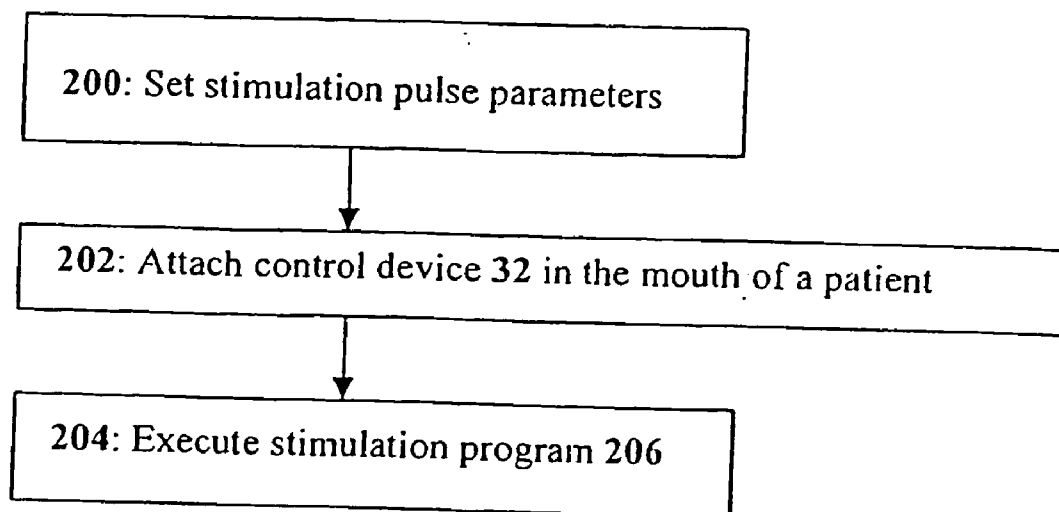 200: Set stimulation pulse parameters
202: Attach control device 32 in the mouth of a patient
204: Execute stimulation program 206